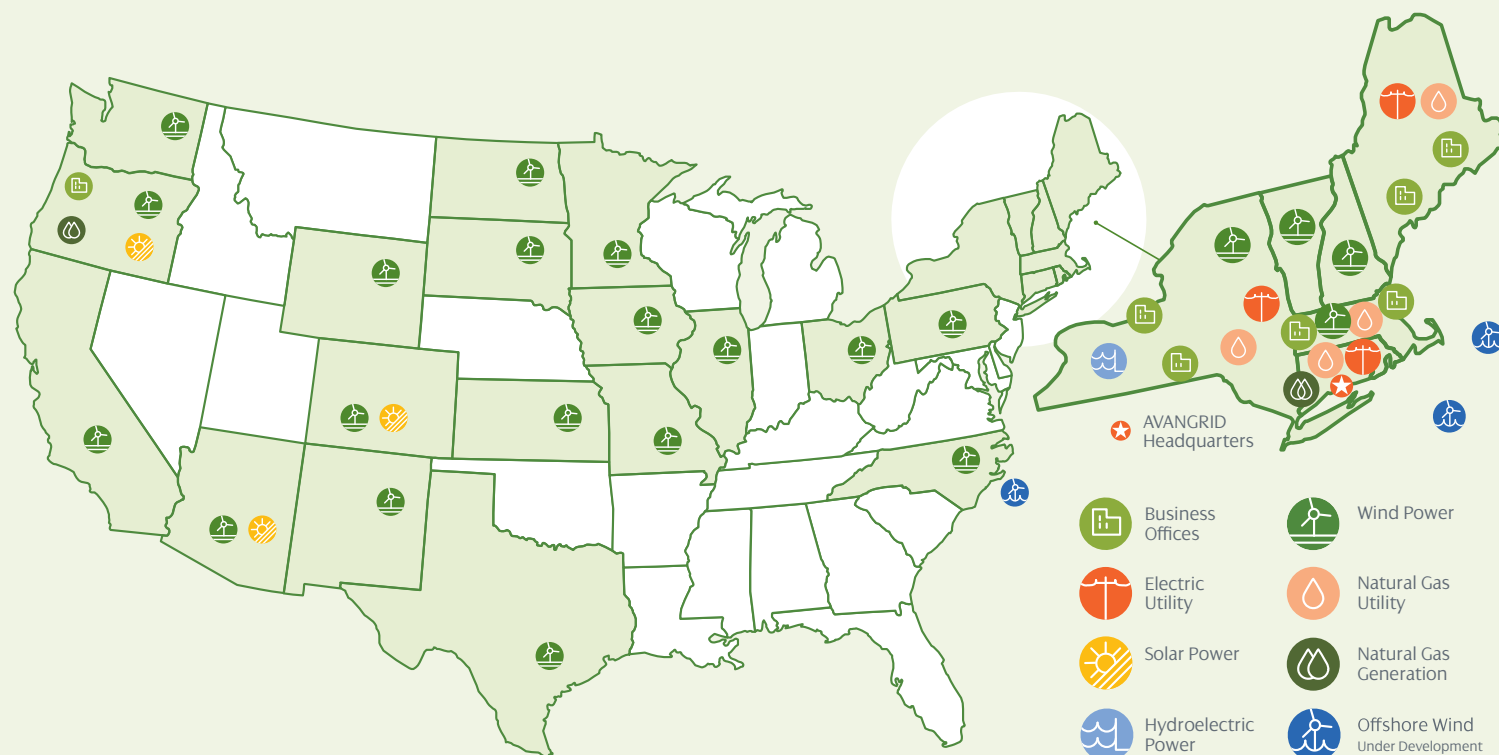 AVANGRID
Headquarters
Business
Offices
Wind Power
Electric
Utility
Natural Gas
Utility
Solar Power
Natural Gas
Generation
Hydroelectric
Power
Offshore Wind
Under Development